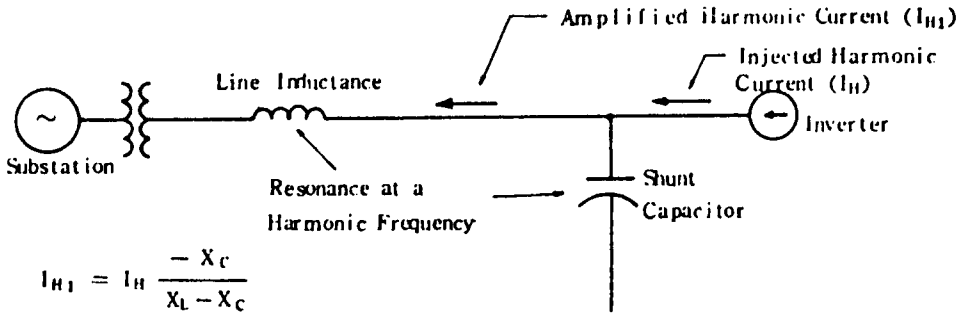 Amplified Harmonic Current (I_H1)
Injected Harmonic
Current (I_H)
Line Inductance
~
Inverter
Substation
Resonance at a
Harmonic Frequency
Shunt
Capacitor
I_H1 = I_H (- X_C) / (X_L - X_C)